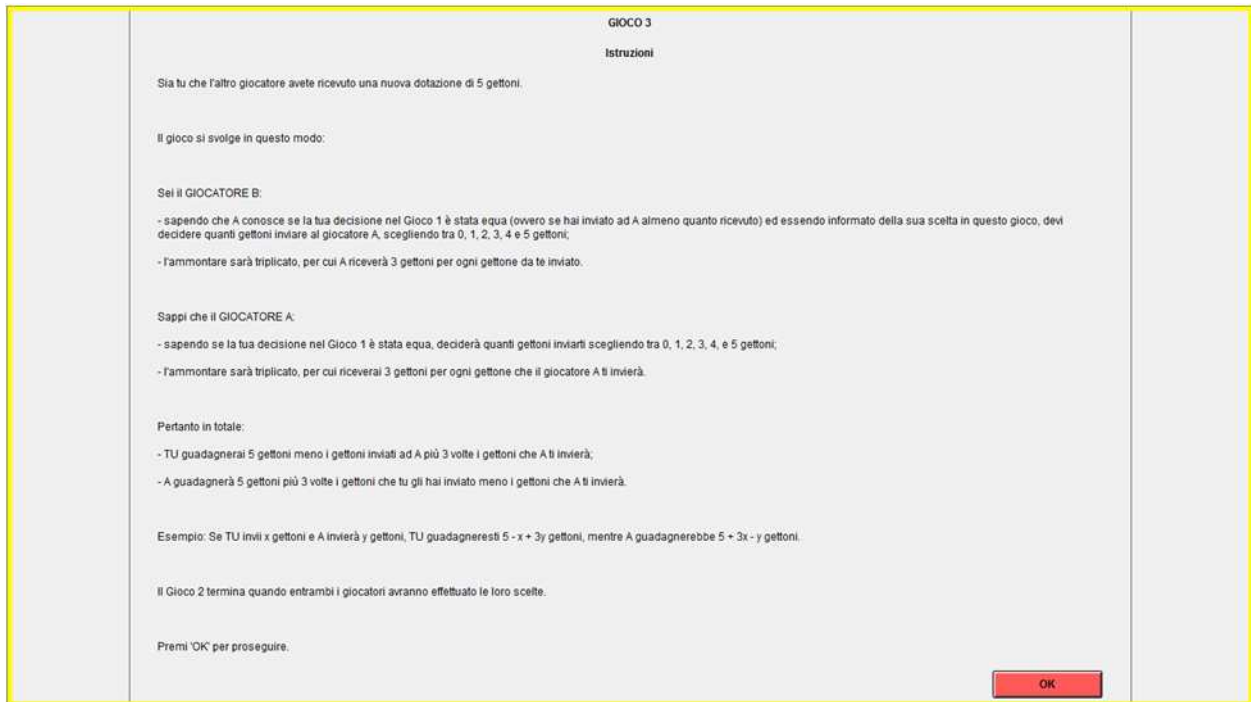 GIOCO 3
Istruzioni
Sia tu che l'altro giocatore avete ricevuto una nuova dotazione di 5 gettoni.
Il gioco si svolge in questo modo:
Sei il GIOCATORE B:
- sapendo che A conosce se la tua decisione nel Gioco 1 è stata equa (ovvero se hai inviato ad A almeno quanto ricevuto) ed essendo informato della sua scelta in questo gioco, devi
decidere quanti gettoni inviare al giocatore A, scegliendo tra 0, 1, 2, 3, 4 e 5 gettoni;
- l'ammontare sarà triplicato, per cui A riceverà 3 gettoni per ogni gettone da te inviato.
Sappi che il GIOCATORE A:
- sapendo se la tua decisione nel Gioco 1 è stata equa, deciderà quanti gettoni inviarti scegliendo tra 0, 1, 2, 3, 4, e 5 gettoni;
- l'ammontare sarà triplicato, per cui riceverai 3 gettoni per ogni gettone che il giocatore A ti invierà.
Pertanto in totale:
- TU guadagnerai 5 gettoni meno i gettoni inviati ad A più 3 volte i gettoni che A ti invierà;
- A guadagnerà 5 gettoni più 3 volte i gettoni che tu gli hai inviato meno i gettoni che A ti invierà.
Esempio: Se TU invii x gettoni e A invierà y gettoni, TU guadagneresti 5 - x + 3y gettoni, mentre A guadagnerebbe 5 + 3x - y gettoni.
Il Gioco 2 termina quando entrambi i giocatori avranno effettuato le loro scelte.
Premi 'OK' per proseguire.
OK